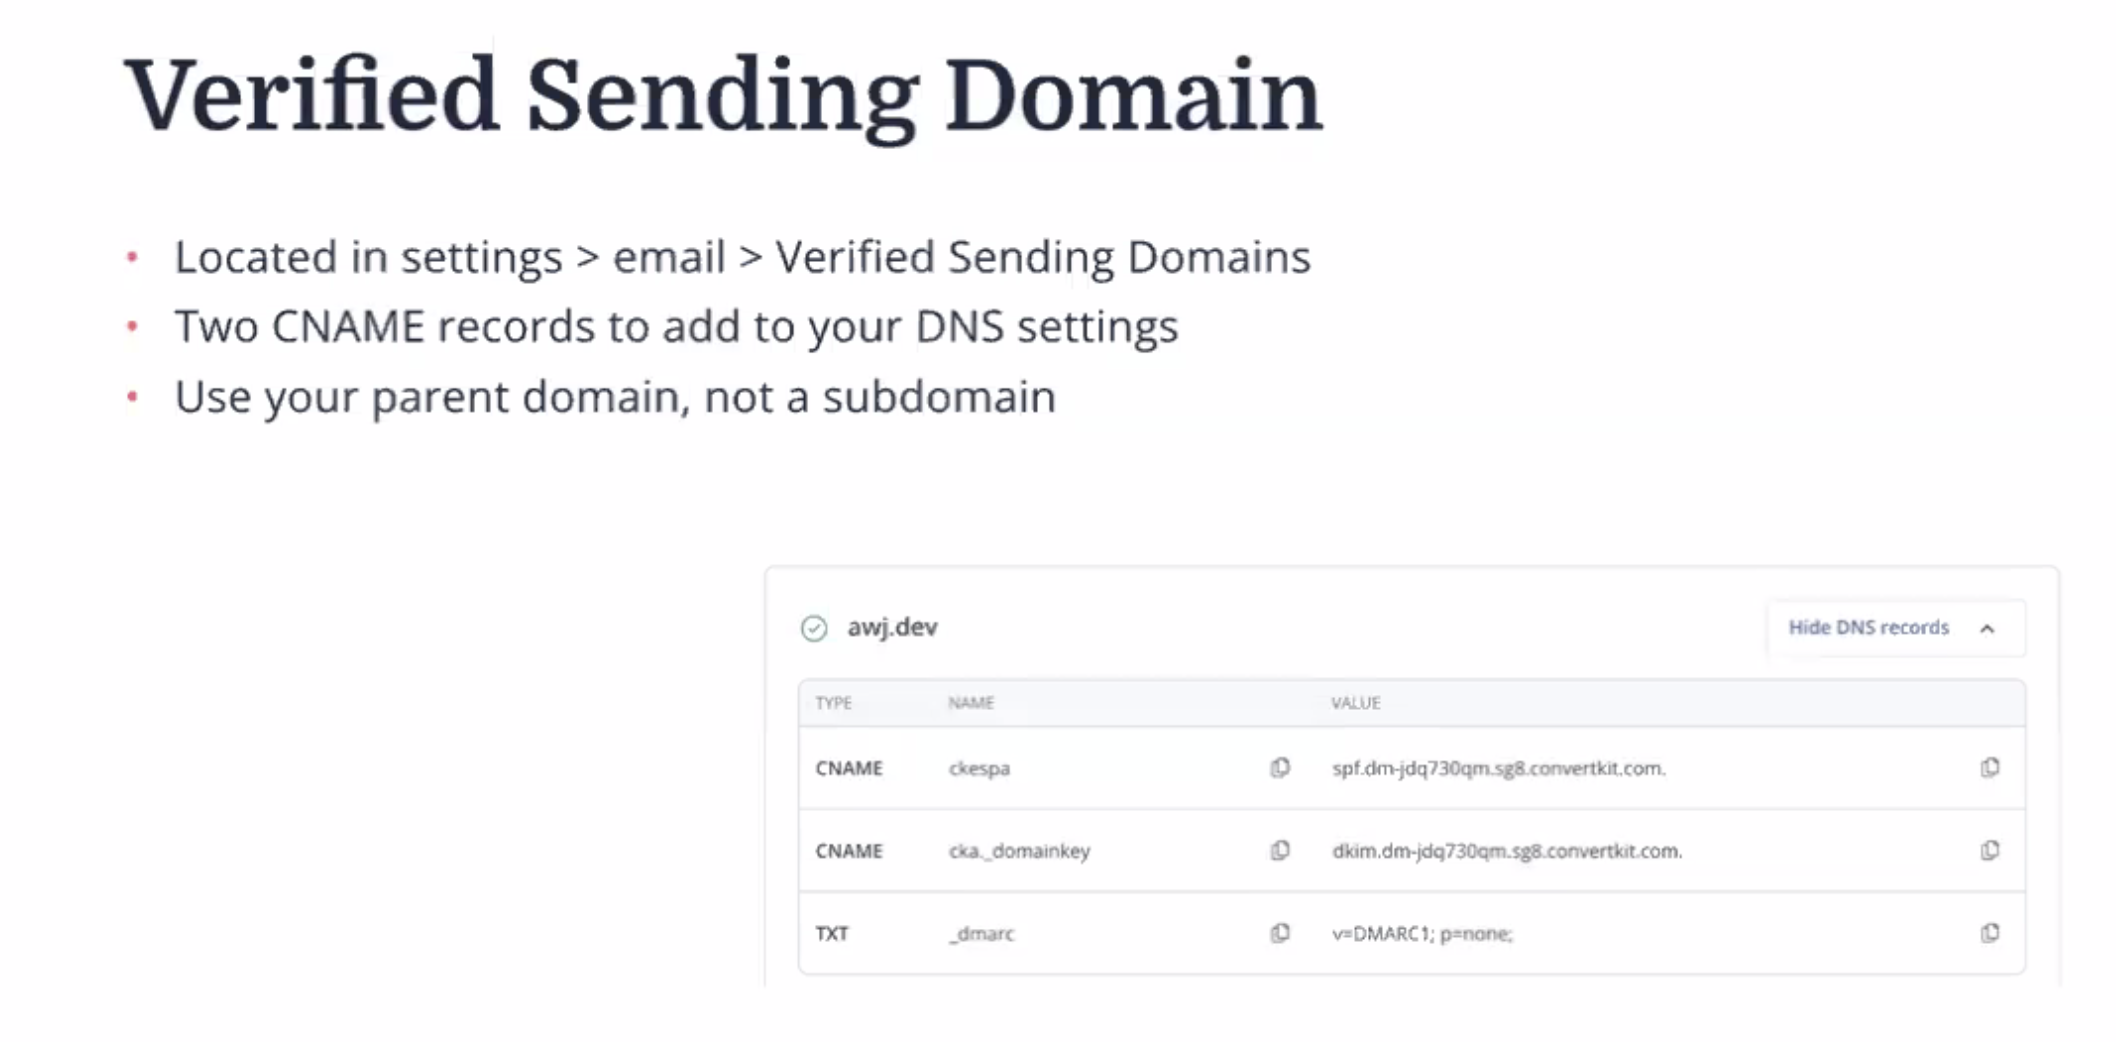 Verified Sending Domain
• Located in settings > email > Verified Sending Domains
• Two CNAME records to add to your DNS settings
• Use your parent domain, not a subdomain
awj.dev Hide DNS records
TYPE NAME VALUE
CNAME ckespa spf.dm-jdq730qm.sg8.convertkit.com.
CNAME cka._domainkey dkim.dm-jdq730qm.sg8.convertkit.com.
TXT _dmarc v=DMARC1; p=none;